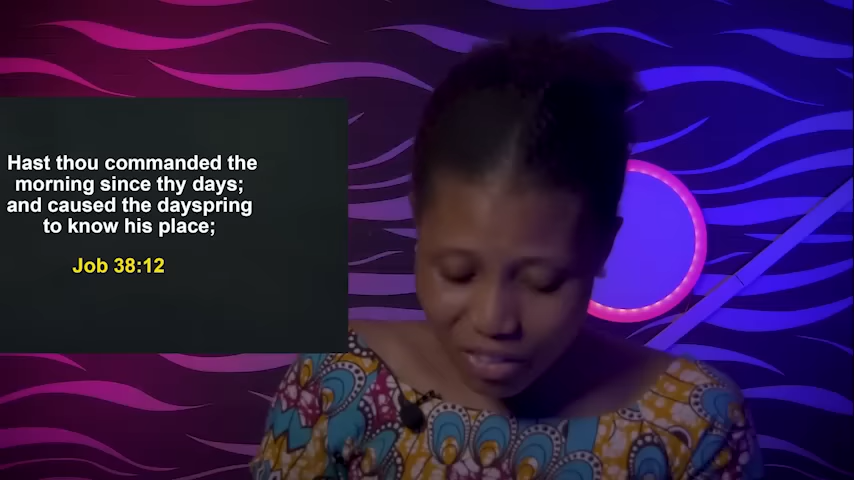 Hast thou commanded the
morning since thy days;
and caused the dayspring
to know his place;
Job 38:12